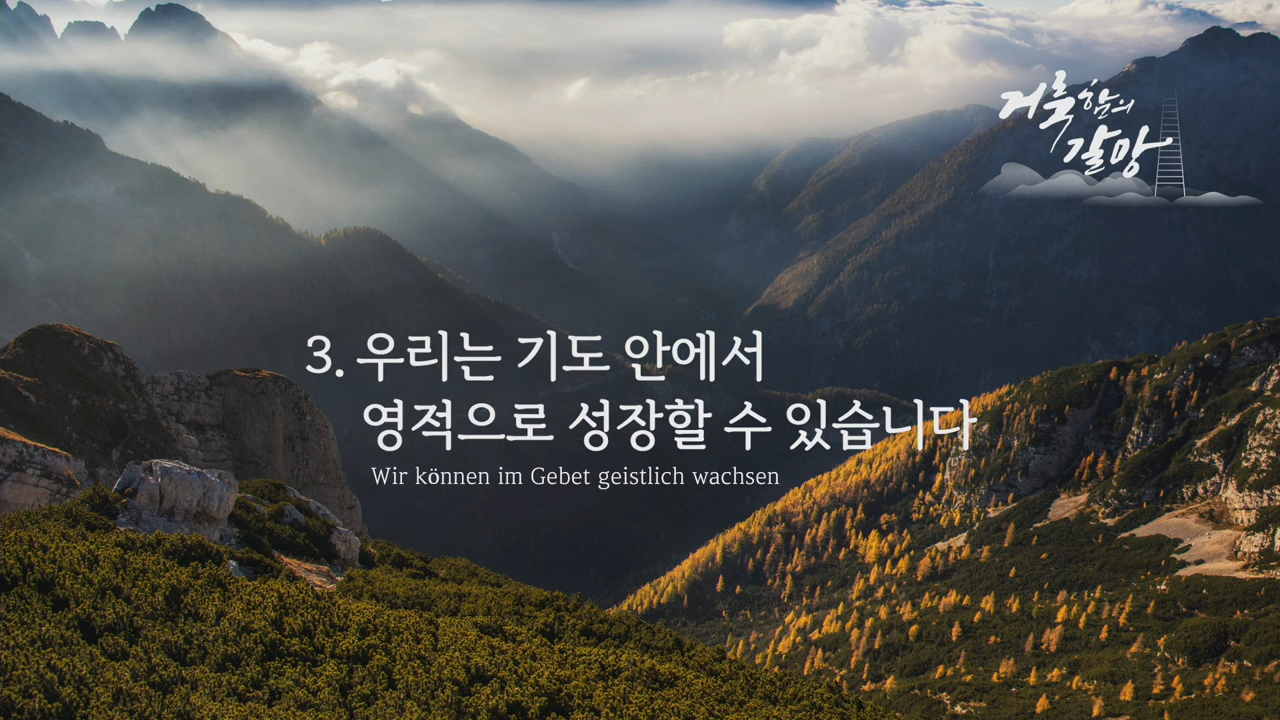 거룩함의
갈망
3. 우리는 기도 안에서
영적으로 성장할 수 있습니다
Wir können im Gebet geistlich wachsen